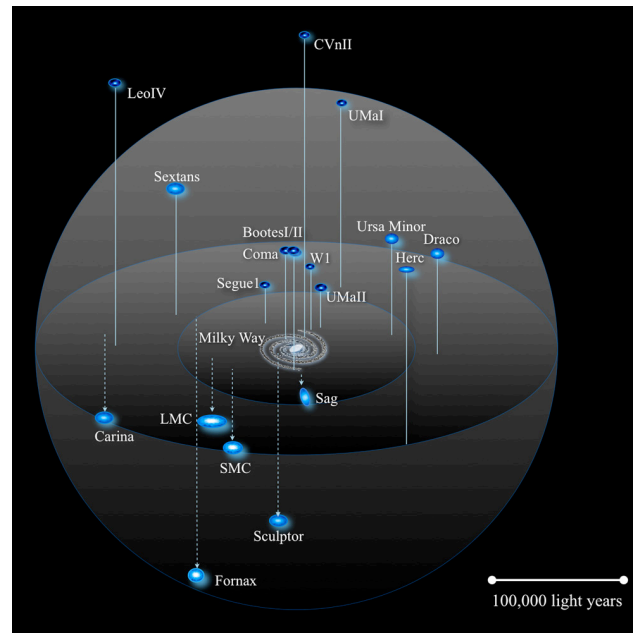 CVnII
LeoIV
UMaI
Sextans
BootesI/II
Ursa Minor
Coma
W1
Herc
Draco
Segue1
UMaII
Milky Way
Sag
LMC
Carina
SMC
Sculptor
Fornax
100,000 light years